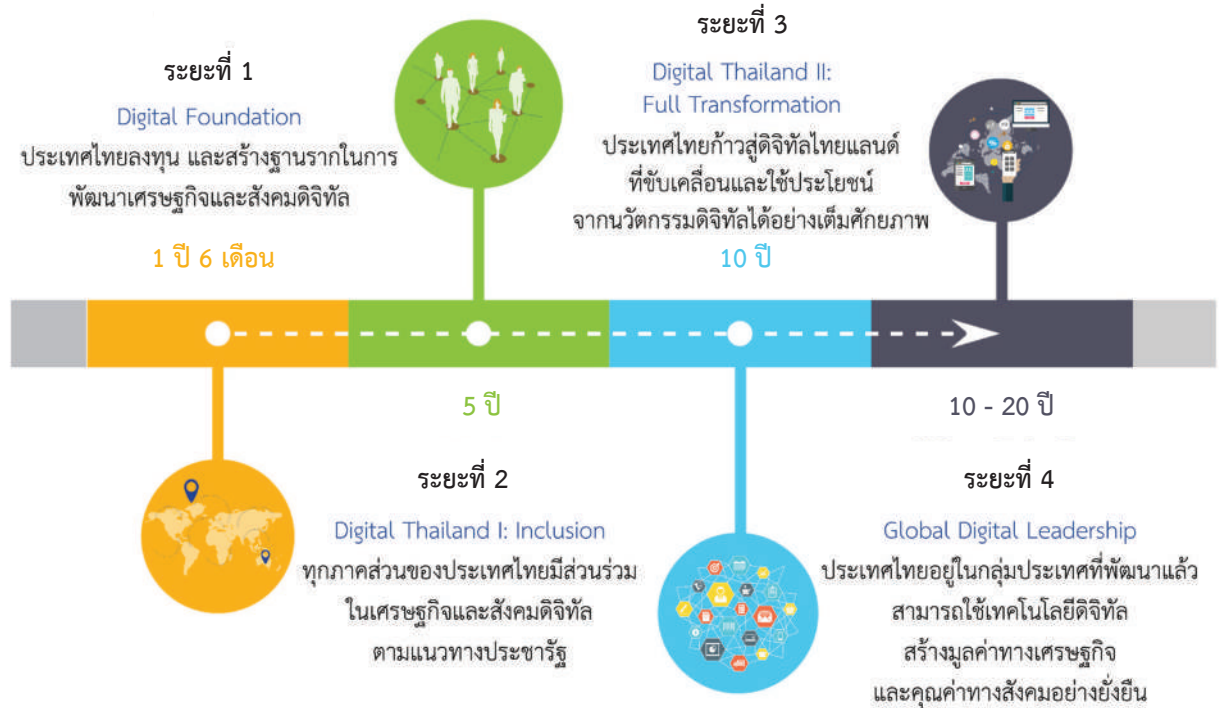 ระยะที่ 1
Digital Foundation
ประเทศไทยลงทุน และสร้างฐานรากในการ
พัฒนาเศรษฐกิจและสังคมดิจิทัล
1 ปี 6 เดือน
5 ปี
ระยะที่ 2
Digital Thailand I: Inclusion
ทุกภาคส่วนของประเทศไทยมีส่วนร่วม
ในเศรษฐกิจและสังคมดิจิทัล
ตามแนวทางประชารัฐ
ระยะที่ 3
Digital Thailand II:
Full Transformation
ประเทศไทยก้าวสู่ดิจิทัลไทยแลนด์
ที่ขับเคลื่อนและใช้ประโยชน์
จากนวัตกรรมดิจิทัลได้อย่างเต็มศักยภาพ
10 ปี
10 - 20 ปี
ระยะที่ 4
Global Digital Leadership
ประเทศไทยอยู่ในกลุ่มประเทศที่พัฒนาแล้ว
สามารถใช้เทคโนโลยีดิจิทัล
สร้างมูลค่าทางเศรษฐกิจ
และคุณค่าทางสังคมอย่างยั่งยืน